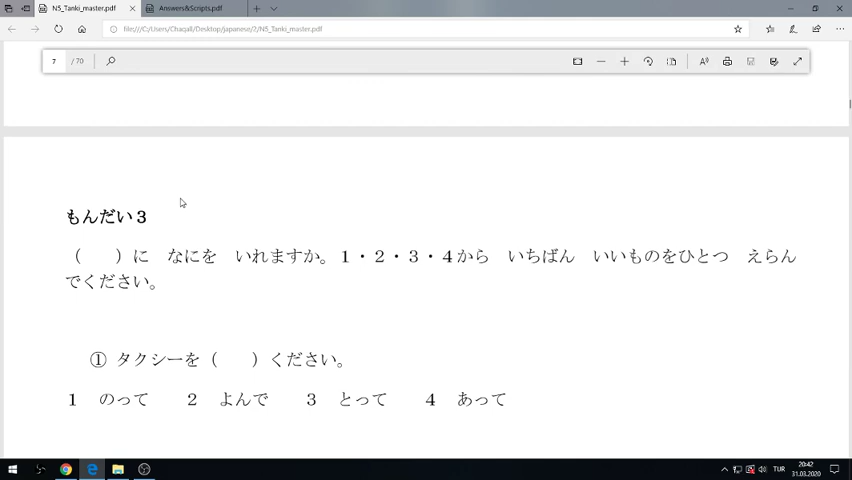 N5_Tanki_master.pdf
Answers&Scripts.pdf
file:///C:/Users/Chaqall/Desktop/japanese/2/N5_Tanki_master.pdf
7 / 70
もんだい３
（　　）に　なにを　いれますか。１・２・３・４から　いちばん　いいものをひとつ　えらん
でください。
① タクシーを（　　）ください。
１　のって　　２　よんで　　３　とって　　４　あって
TUR
20:42
31.03.2020